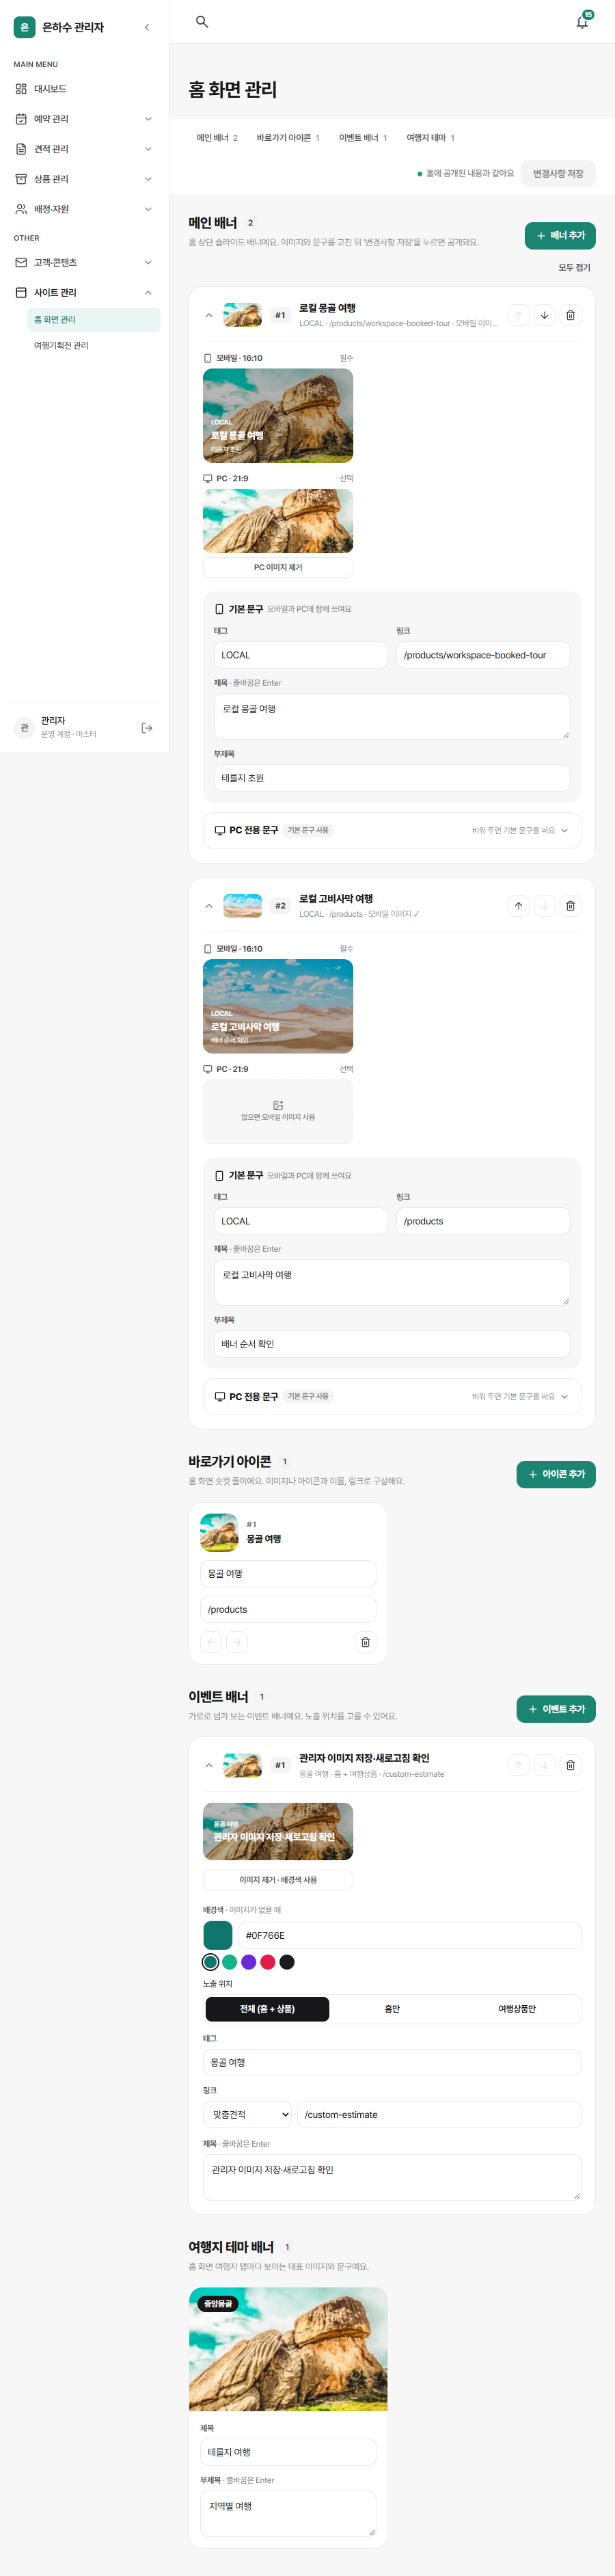 은 은하수 관리자
MAIN MENU
대시보드
예약 관리
견적 관리
상품 관리
배정·자원
OTHER
고객·콘텐츠
사이트 관리
홈 화면 관리
여행기획전 관리
관 관리자
운영 계정 · 마스터
15
홈 화면 관리
메인 배너 2 바로가기 아이콘 1 이벤트 배너 1 여행지 테마 1
홈에 공개된 내용과 같아요 변경사항 저장
메인 배너 2
홈 상단 슬라이드 배너예요. 이미지와 문구를 고친 뒤 '변경사항 저장'을 누르면 공개돼요.
배너 추가
모두 접기
#1 로컬 몽골 여행
LOCAL · /products/workspace-booked-tour · 모바일 이미...
모바일 · 16:10 필수
LOCAL
로컬 몽골 여행
테를지 초원
PC · 21:9 선택
PC 이미지 제거
기본 문구 모바일과 PC에 함께 쓰여요
태그 링크
LOCAL /products/workspace-booked-tour
제목 · 줄바꿈은 Enter
로컬 몽골 여행
부제목
테를지 초원
PC 전용 문구 기본 문구 사용 비워 두면 기본 문구를 써요
#2 로컬 고비사막 여행
LOCAL · /products · 모바일 이미지 ✓
모바일 · 16:10 필수
LOCAL
로컬 고비사막 여행
배너 순서 확인
PC · 21:9 선택
없으면 모바일 이미지 사용
기본 문구 모바일과 PC에 함께 쓰여요
태그 링크
LOCAL /products
제목 · 줄바꿈은 Enter
로컬 고비사막 여행
부제목
배너 순서 확인
PC 전용 문구 기본 문구 사용 비워 두면 기본 문구를 써요
바로가기 아이콘 1
홈 화면 숏컷 줄이에요. 이미지나 아이콘과 이름, 링크로 구성해요.
아이콘 추가
#1
몽골 여행
몽골 여행
/products
이벤트 배너 1
가로로 넘겨 보는 이벤트 배너예요. 노출 위치를 고를 수 있어요.
이벤트 추가
#1 관리자 이미지 저장·새로고침 확인
몽골 여행 · 홈 + 여행상품 · /custom-estimate
몽골 여행
관리자 이미지 저장·새로고침 확인
이미지 제거 · 배경색 사용
배경색 · 이미지가 없을 때
#0F766E
노출 위치
전체 (홈 + 상품) 홈만 여행상품만
태그
몽골 여행
링크
맞춤견적 /custom-estimate
제목 · 줄바꿈은 Enter
관리자 이미지 저장·새로고침 확인
여행지 테마 배너 1
홈 화면 여행지 탭마다 보이는 대표 이미지와 문구예요.
중앙몽골
제목
테를지 여행
부제목 · 줄바꿈은 Enter
지역별 여행